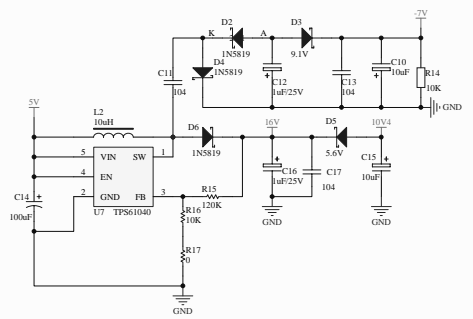 -7V
D2
D3
K
A
1N5819
9.1V
D4
1N5819
C11
104
C12
1uF/25V
C13
104
C10
10uF
R14
10K
GND
5V
L2
10uH
D6
1N5819
16V
D5
5.6V
10V4
5 VIN SW 1
4 EN
2 GND FB 3
U7 TPS61040
C14
100uF
R15
120K
R16
10K
R17
0
C16
1uF/25V
C17
104
C15
10uF
GND
GND
GND